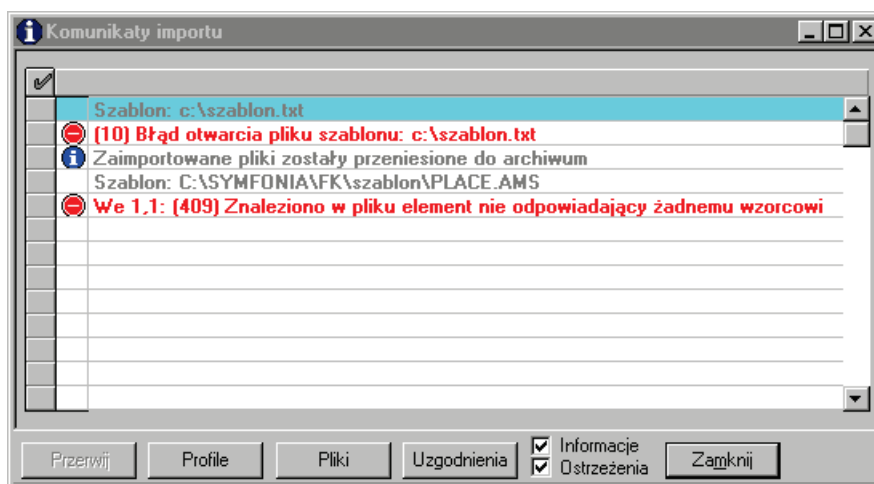 Komunikaty importu
Szablon: c:\szablon.txt
(10) Błąd otwarcia pliku szablonu: c:\szablon.txt
Zaimportowane pliki zostały przeniesione do archiwum
Szablon: C:\SYMFONIA\FK\szablon\PLACE.AMS
We 1,1: (409) Znaleziono w pliku element nie odpowiadający żadnemu wzorcowi
Przerwij Profile Pliki Uzgodnienia Informacje Zamknij
Ostrzeżenia